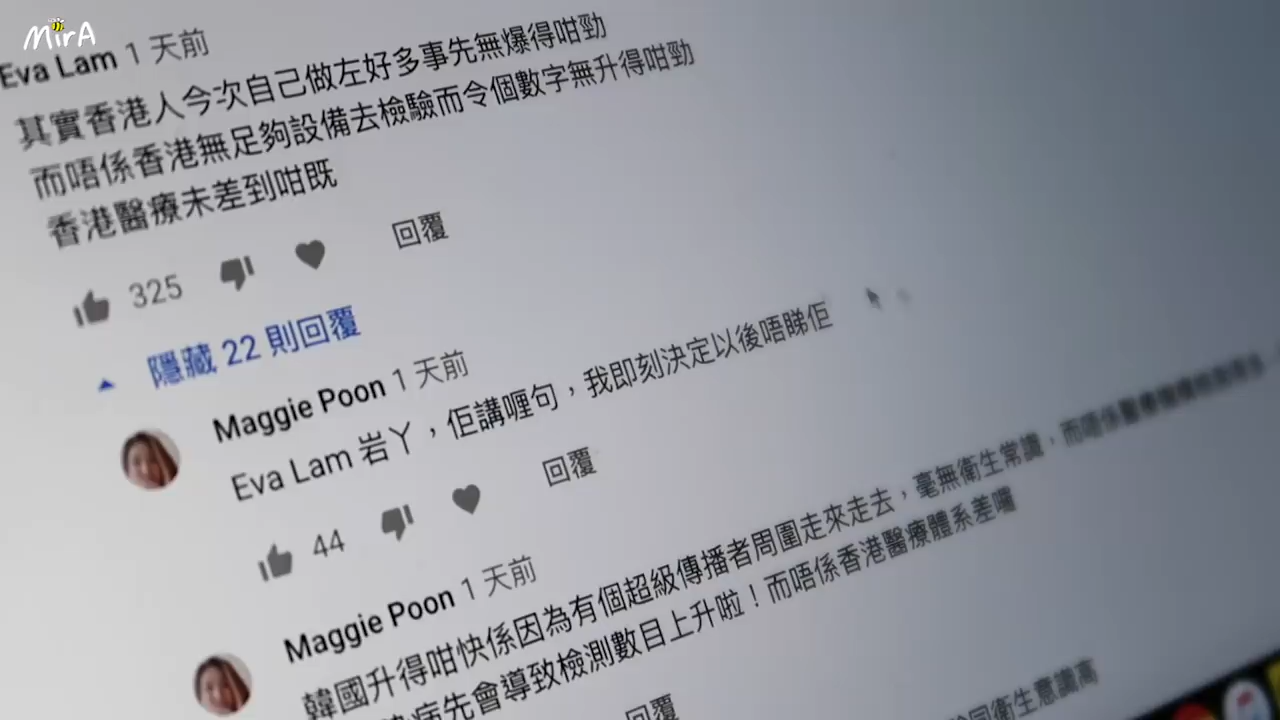 MirA
Eva Lam 1 天前
其實香港人今次自己做左好多事先無爆得咁勁
而唔係香港無足夠設備去檢驗而令個數字無升得咁勁
香港醫療未差到咁既
325
回覆
隱藏 22 則回覆
Maggie Poon 1 天前
Eva Lam 岩丫，佢講喱句，我即刻決定以後唔睇佢
44
回覆
Maggie Poon 1 天前
韓國升得咁快係因為有個超級傳播者周圍走來走去，毫無衛生常識，而唔係醫療
病先會導致檢測數目上升啦！而唔係香港醫療體系差囉
回覆
同衛生意識高